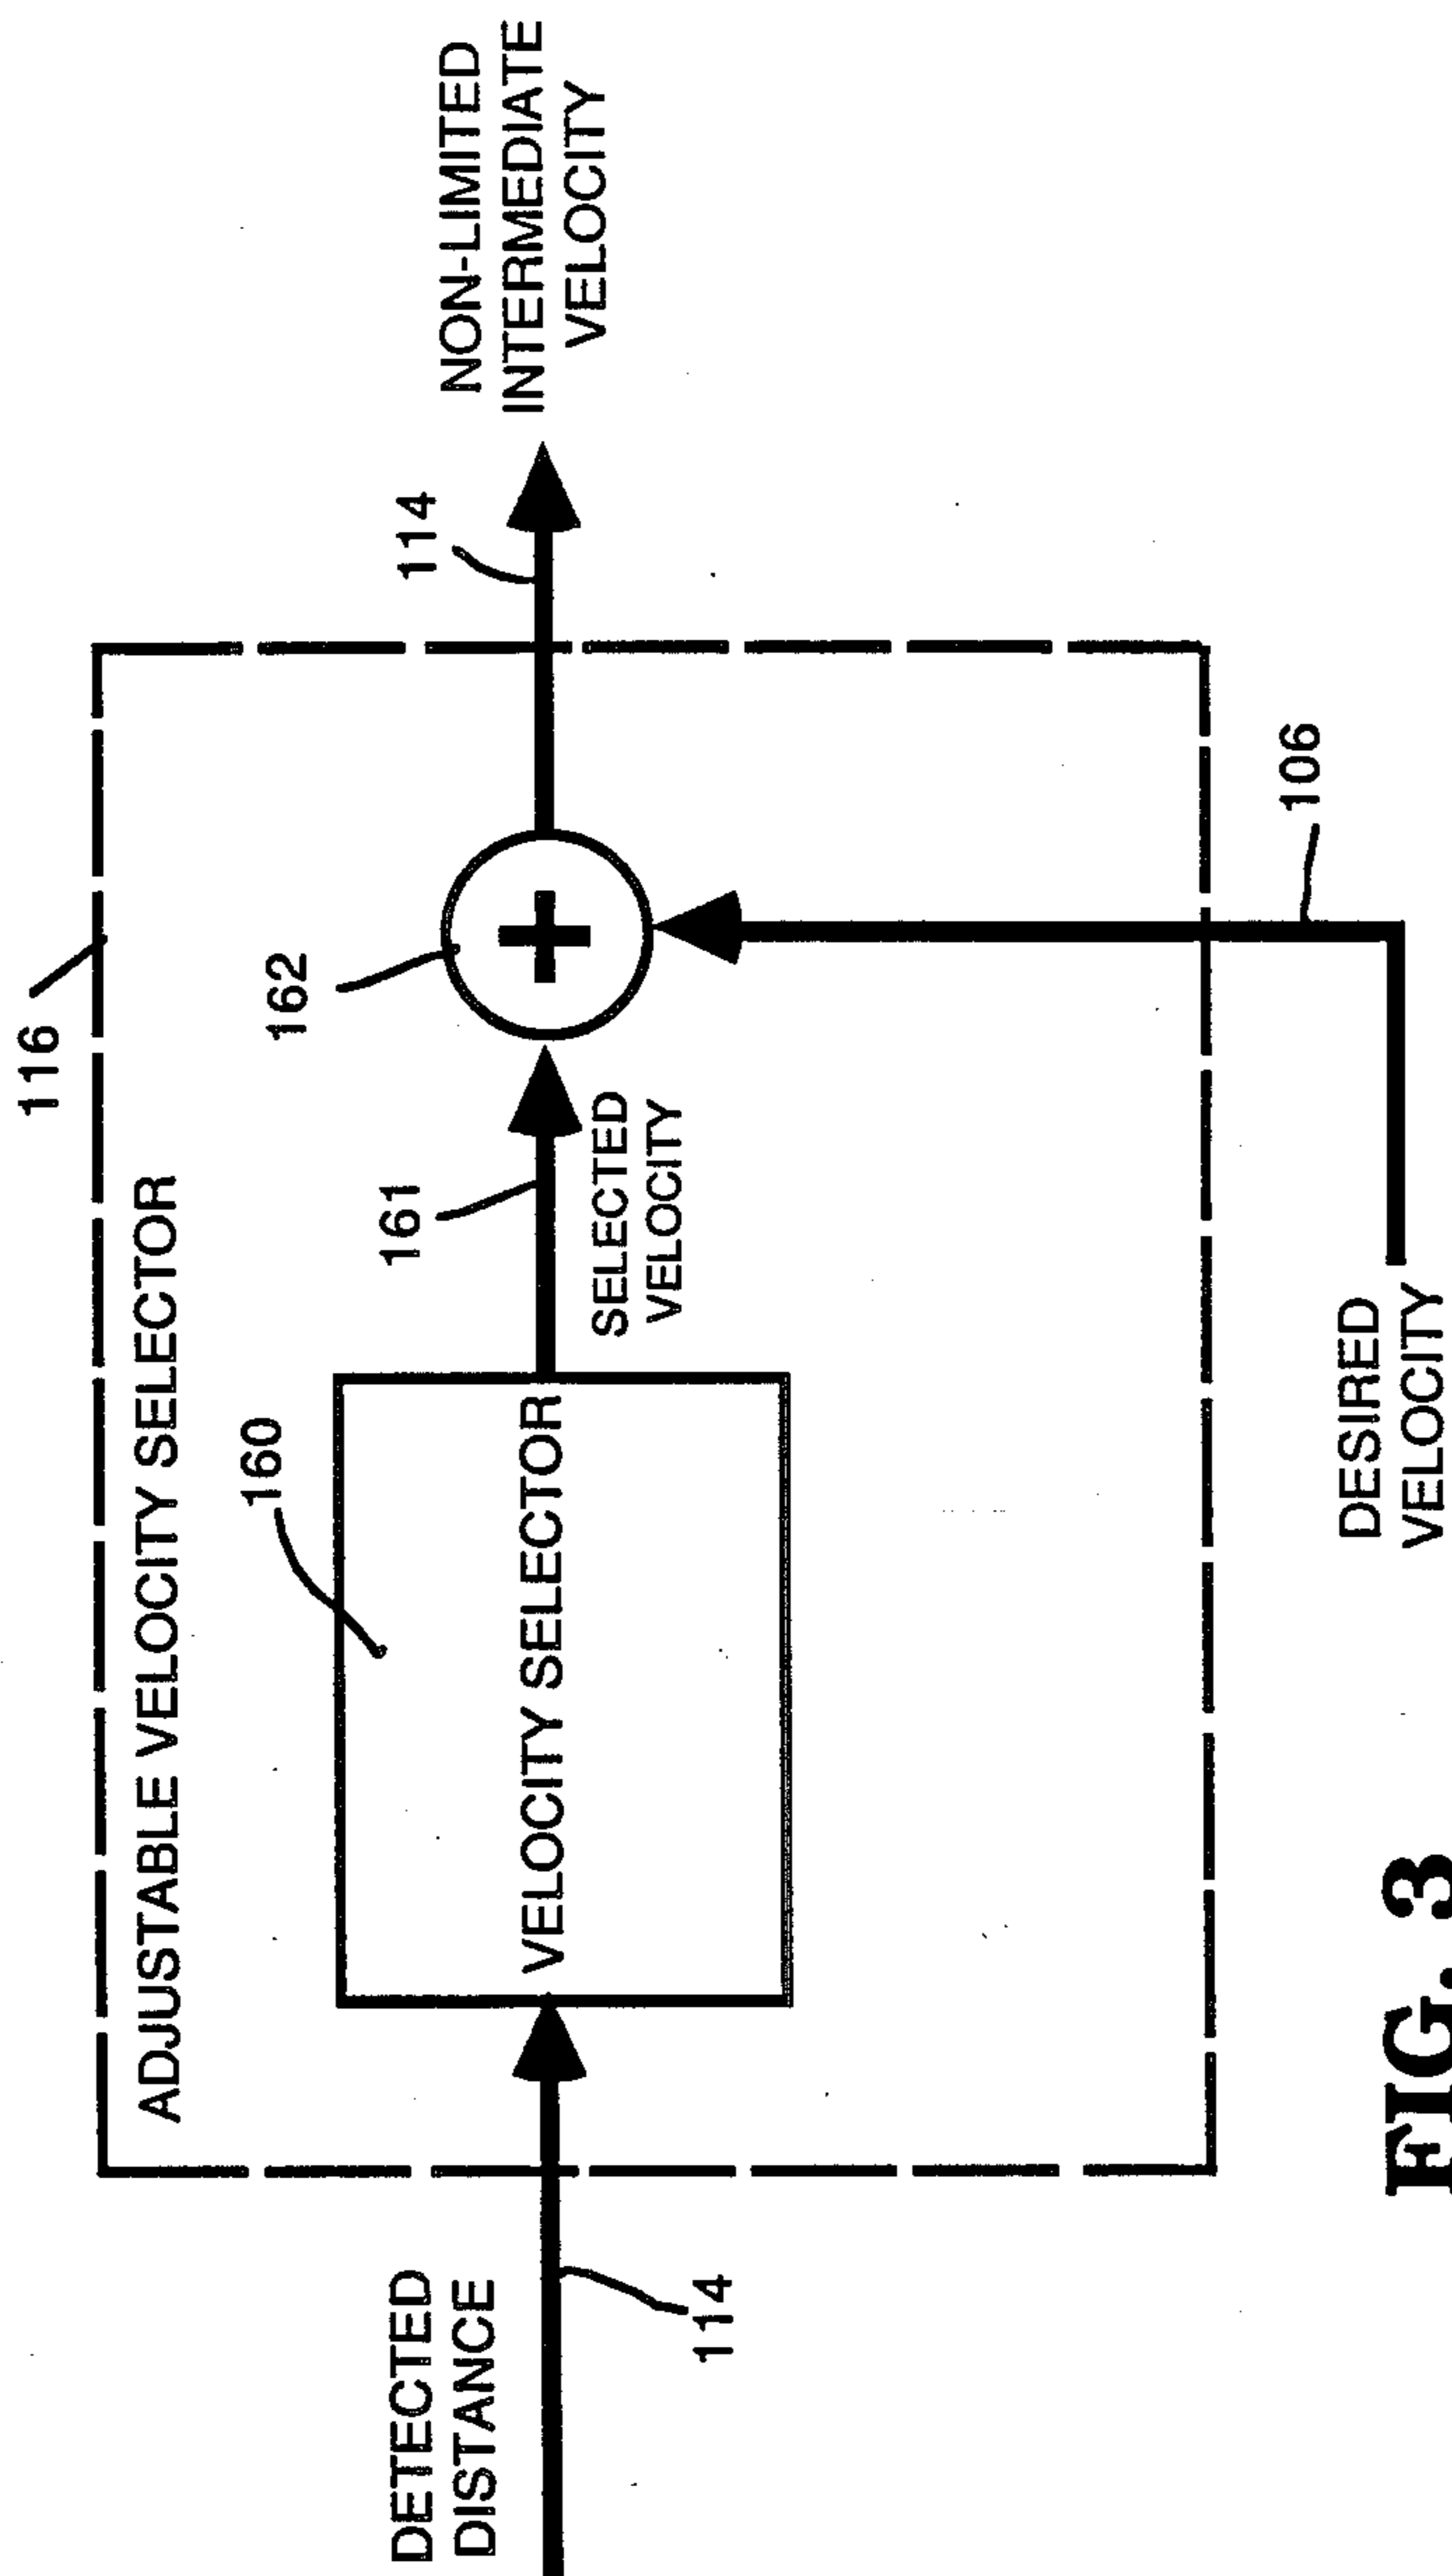 116
ADJUSTABLE VELOCITY SELECTOR
162
160
161
114
NON-LIMITED
INTERMEDIATE
VELOCITY
DETECTED
DISTANCE
VELOCITY SELECTOR
SELECTED
VELOCITY
114
106
DESIRED
VELOCITY
FIG. 3